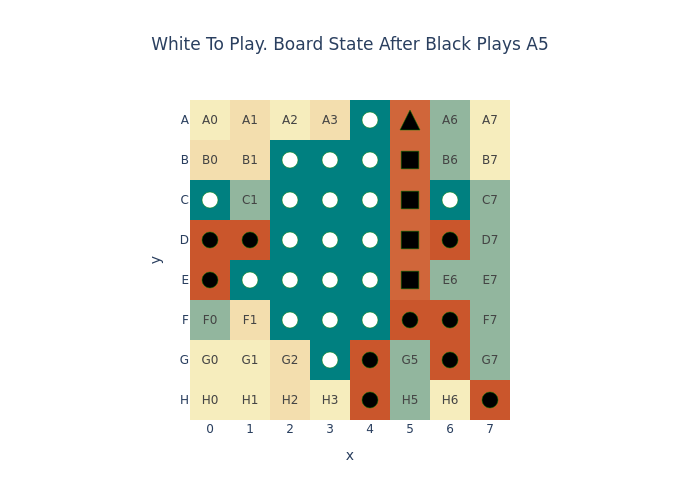 White To Play. Board State After Black Plays A5
A A0 A1 A2 A3 A6 A7
B B0 B1 B6 B7
C C1 C7
D D7
E E6 E7
F F0 F1 F7
G G0 G1 G2 G5 G7
H H0 H1 H2 H3 H5 H6
0 1 2 3 4 5 6 7
x
y